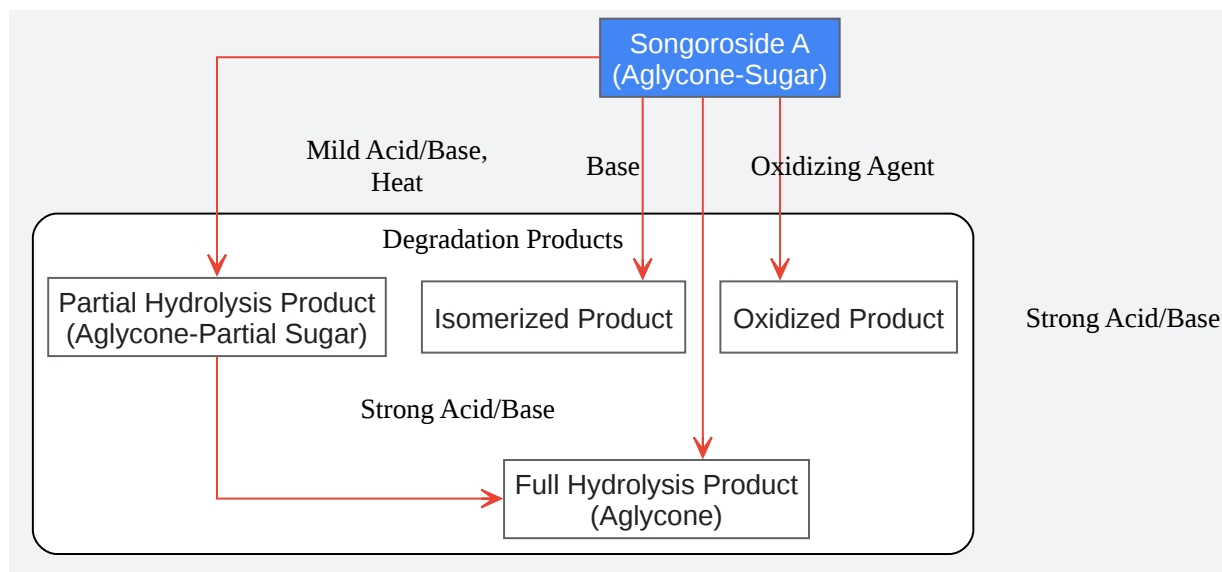 Songoroside A
(Aglycone-Sugar)
Mild Acid/Base,
Heat
Base
Oxidizing Agent
Degradation Products
Partial Hydrolysis Product
(Aglycone-Partial Sugar)
Isomerized Product
Oxidized Product
Strong Acid/Base
Strong Acid/Base
Full Hydrolysis Product
(Aglycone)